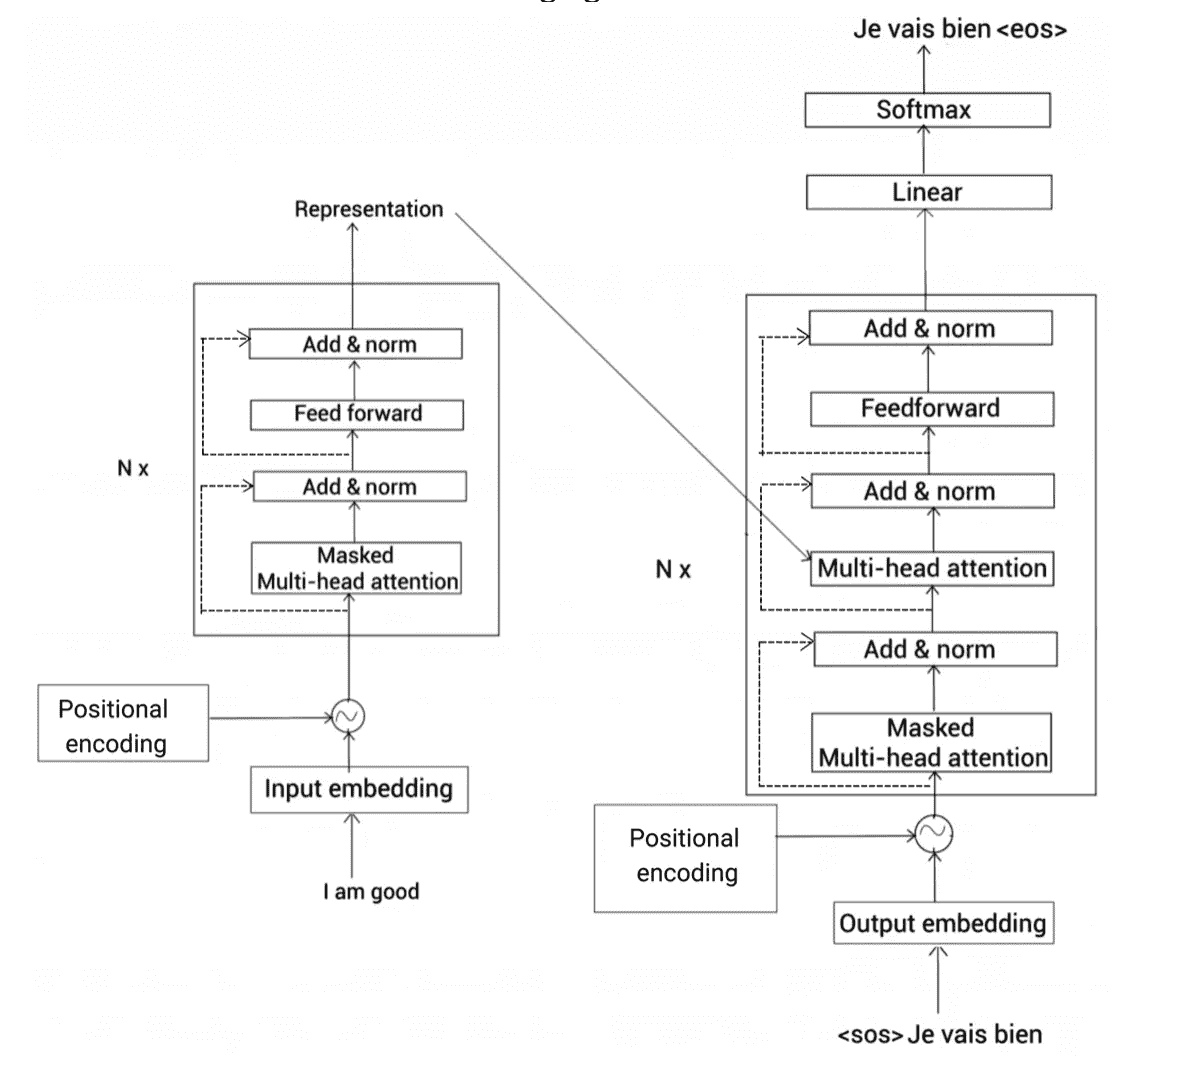 Je vais bien <eos>
Softmax
Linear
Representation
Add & norm
Feed forward
Add & norm
Masked
Multi-head attention
N x
Positional
encoding
Input embedding
I am good
Add & norm
Feedforward
Add & norm
Multi-head attention
Add & norm
Masked
Multi-head attention
N x
Positional
encoding
Output embedding
<sos> Je vais bien